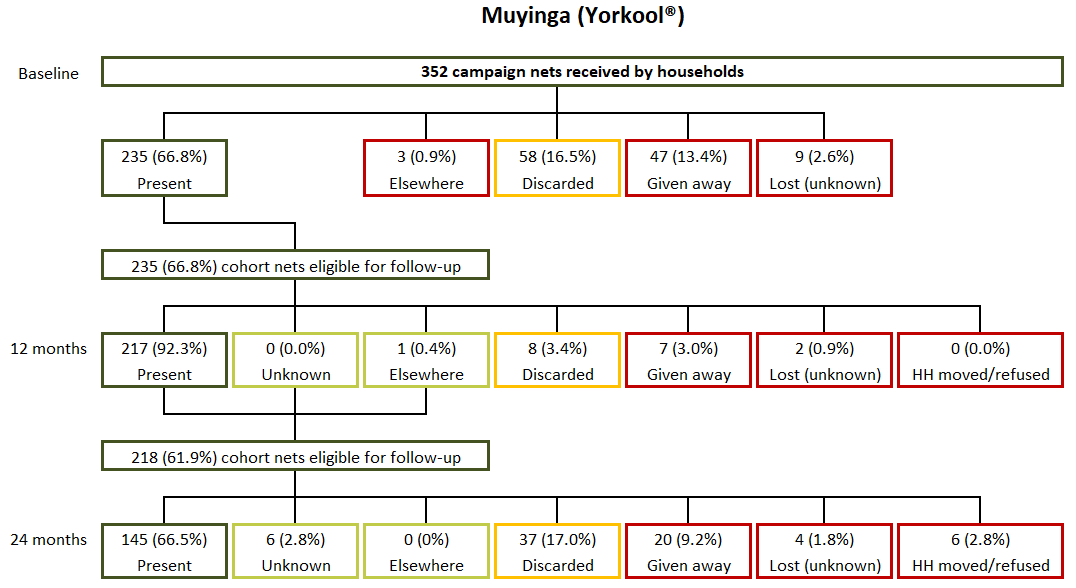 Muyinga (Yorkool®)
Baseline
352 campaign nets received by households
235 (66.8%)
Present
3 (0.9%)
Elsewhere
58 (16.5%)
Discarded
47 (13.4%)
Given away
9 (2.6%)
Lost (unknown)
235 (66.8%) cohort nets eligible for follow-up
12 months
217 (92.3%)
Present
0 (0.0%)
Unknown
1 (0.4%)
Elsewhere
8 (3.4%)
Discarded
7 (3.0%)
Given away
2 (0.9%)
Lost (unknown)
0 (0.0%)
HH moved/refused
218 (61.9%) cohort nets eligible for follow-up
24 months
145 (66.5%)
Present
6 (2.8%)
Unknown
0 (0%)
Elsewhere
37 (17.0%)
Discarded
20 (9.2%)
Given away
4 (1.8%)
Lost (unknown)
6 (2.8%)
HH moved/refused